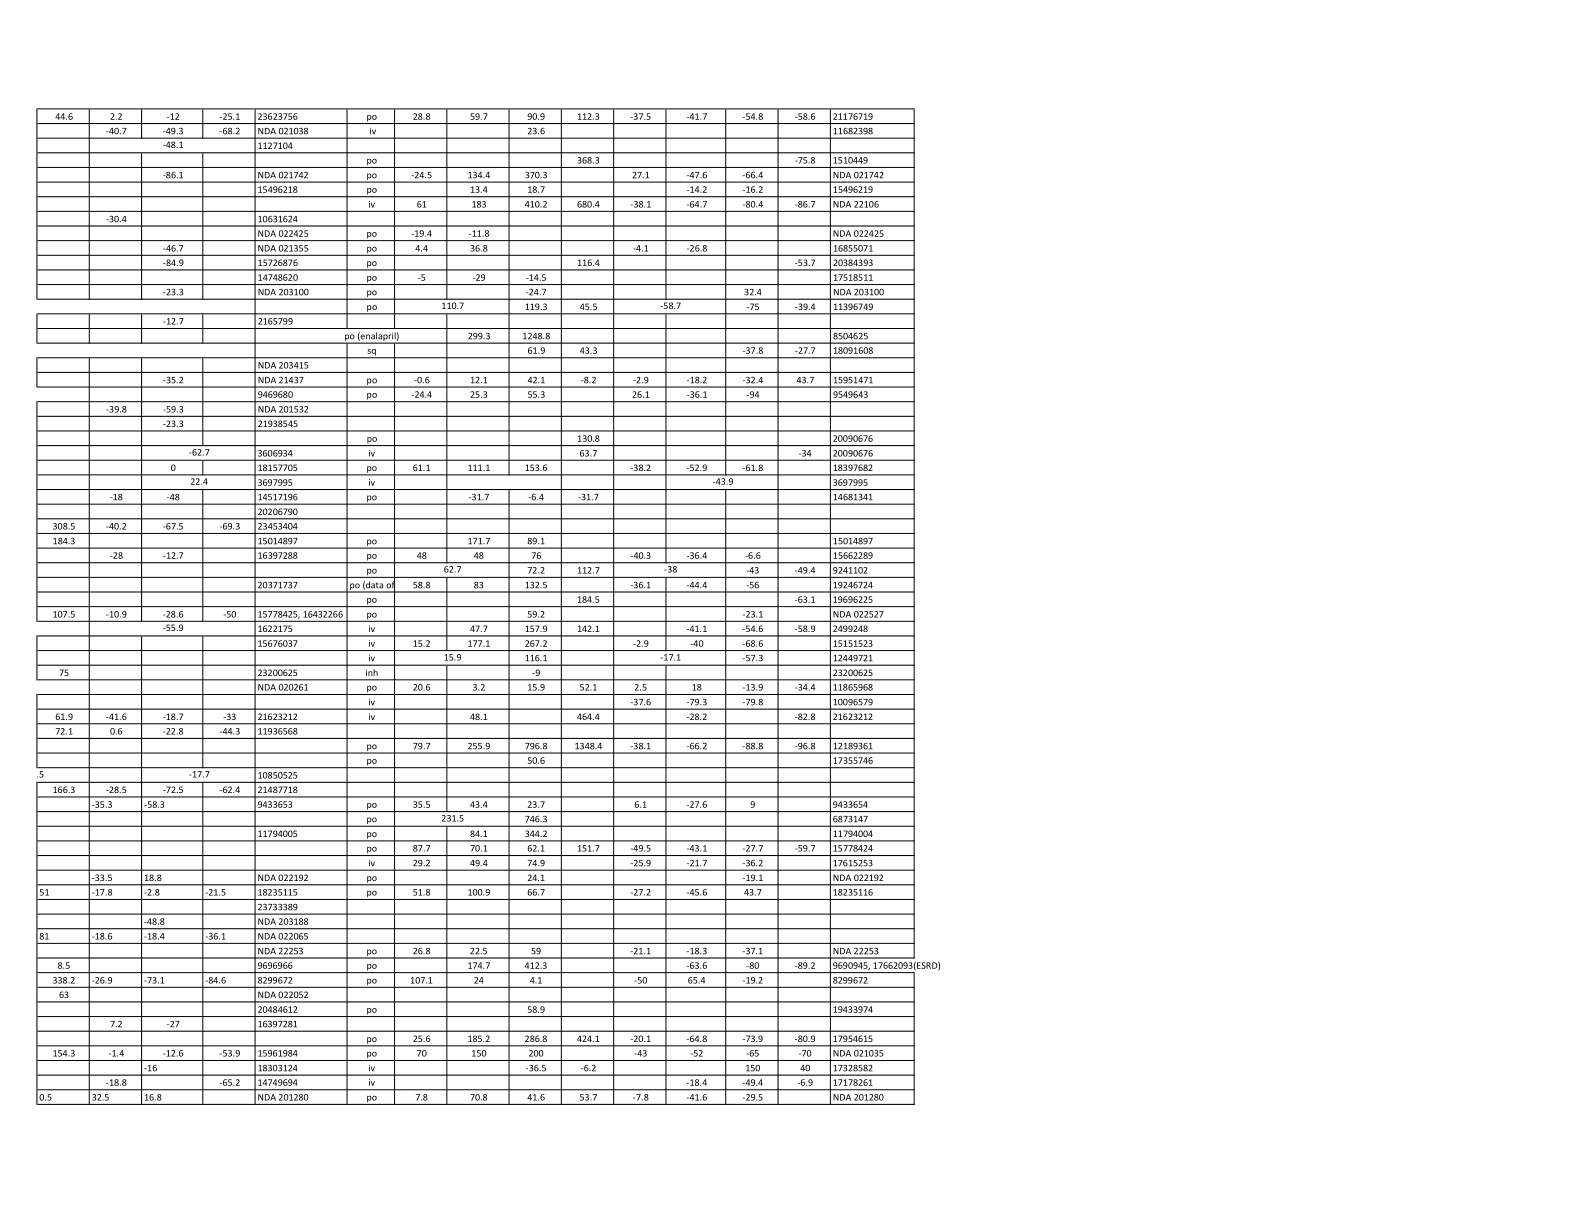 44.6 2.2 -12 -25.1 23623756 po 28.8 59.7 90.9 112.3 -37.5 -41.7 -54.8 -58.6 21176719
-40.7 -49.3 -68.2 NDA 021038 iv 23.6 11682398
-48.1 1127104
po 368.3 -75.8 1510449
-86.1 NDA 021742 po -24.5 134.4 370.3 27.1 -47.6 -66.4 NDA 021742
15496218 po 13.4 18.7 -14.2 -16.2 15496219
iv 61 183 410.2 680.4 -38.1 -64.7 -80.4 -86.7 NDA 22106
-30.4 10631624
NDA 022425 po -19.4 -11.8 NDA 022425
-46.7 NDA 021355 po 4.4 36.8 -4.1 -26.8 16855071
-84.9 15726876 po 116.4 -53.7 20384393
14748620 po -5 -29 -14.5 17518511
-23.3 NDA 203100 po -24.7 32.4 NDA 203100
po 110.7 119.3 45.5 -58.7 -75 -39.4 11396749
-12.7 2165799
po (enalapril) 299.3 1248.8 8504625
sq 61.9 43.3 -37.8 -27.7 18091608
NDA 203415
-35.2 NDA 21437 po -0.6 12.1 42.1 -8.2 -2.9 -18.2 -32.4 43.7 15951471
9469680 po -24.4 25.3 55.3 26.1 -36.1 -94 9549643
-39.8 -59.3 NDA 201532
-23.3 21938545
po 130.8 20090676
-62.7 3606934 iv 63.7 -34 20090676
0 18157705 po 61.1 111.1 153.6 -38.2 -52.9 -61.8 18397682
22.4 3697995 iv -43.9 3697995
-18 -48 14517196 po -31.7 -6.4 -31.7 14681341
20206790
308.5 -40.2 -67.5 -69.3 23453404
184.3 15014897 po 171.7 89.1 15014897
-28 -12.7 16397288 po 48 48 76 -40.3 -36.4 -6.6 15662289
po 62.7 72.2 112.7 -38 -43 -49.4 9241102
20371737 po (data of 58.8 83 132.5 -36.1 -44.4 -56 19246724
po 184.5 -63.1 19696225
107.5 -10.9 -28.6 -50 15778425, 16432266 po 59.2 -23.1 NDA 022527
-55.9 1622175 iv 47.7 157.9 142.1 -41.1 -54.6 -58.9 2499248
15676037 iv 15.2 177.1 267.2 -2.9 -40 -68.6 15151523
iv 15.9 116.1 -17.1 -57.3 12449721
75 23200625 inh -9 23200625
NDA 020261 po 20.6 3.2 15.9 52.1 2.5 18 -13.9 -34.4 11865968
iv -37.6 -79.3 -79.8 10096579
61.9 -41.6 -18.7 -33 21623212 iv 48.1 464.4 -28.2 -82.8 21623212
72.1 0.6 -22.8 -44.3 11936568
po 79.7 255.9 796.8 1348.4 -38.1 -66.2 -88.8 -96.8 12189361
po 50.6 17355746
.5 -17.7 10850525
166.3 -28.5 -72.5 -62.4 21487718
-35.3 -58.3 9433653 po 35.5 43.4 23.7 6.1 -27.6 9 9433654
po 231.5 746.3 6873147
11794005 po 84.1 344.2 11794004
po 87.7 70.1 62.1 151.7 -49.5 -43.1 -27.7 -59.7 15778424
iv 29.2 49.4 74.9 -25.9 -21.7 -36.2 17615253
-33.5 18.8 NDA 022192 po 24.1 -19.1 NDA 022192
51 -17.8 -2.8 -21.5 18235115 po 51.8 100.9 66.7 -27.2 -45.6 43.7 18235116
23733389
-48.8 NDA 203188
81 -18.6 -18.4 -36.1 NDA 022065
NDA 22253 po 26.8 22.5 59 -21.1 -18.3 -37.1 NDA 22253
8.5 9696966 po 174.7 412.3 -63.6 -80 -89.2 9690945, 17662093(ESRD)
338.2 -26.9 -73.1 -84.6 8299672 po 107.1 24 4.1 -50 65.4 -19.2 8299672
63 NDA 022052
20484612 po 58.9 19433974
7.2 -27 16397281
po 25.6 185.2 286.8 424.1 -20.1 -64.8 -73.9 -80.9 17954615
154.3 -1.4 -12.6 -53.9 15961984 po 70 150 200 -43 -52 -65 -70 NDA 021035
-16 18303124 iv -36.5 -6.2 150 40 17328582
-18.8 -65.2 14749694 iv -18.4 -49.4 -6.9 17178261
0.5 32.5 16.8 NDA 201280 po 7.8 70.8 41.6 53.7 -7.8 -41.6 -29.5 NDA 201280